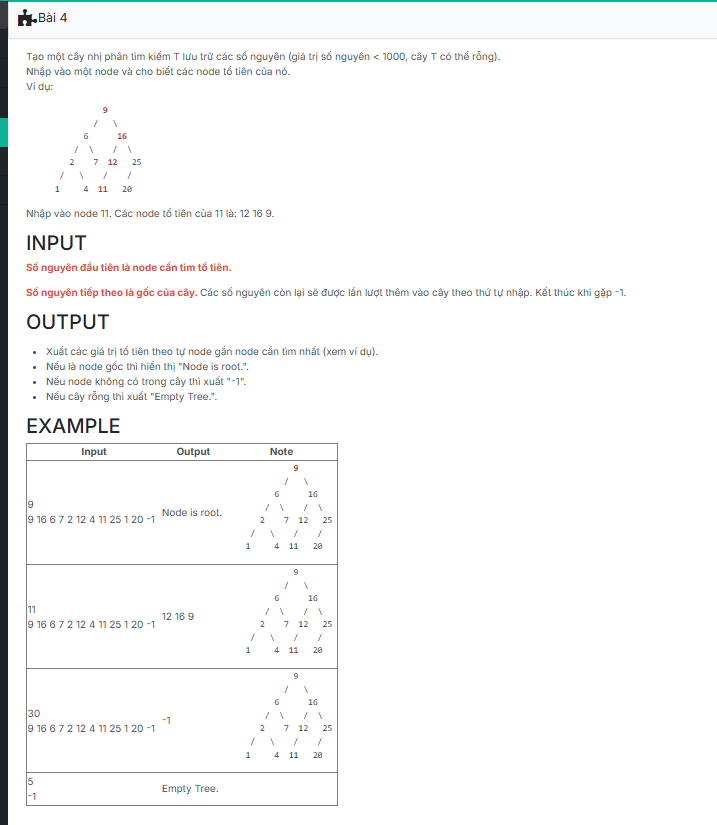 Bài 4
Tạo một cây nhị phân tìm kiếm T lưu trữ các số nguyên (giá trị số nguyên < 1000, cây T có thể rỗng).
Nhập vào một node và cho biết các node tổ tiên của nó.
Ví dụ:
9
/ \
6 16
/ \ / \
2 7 12 25
/ \ / /
1 4 11 20
Nhập vào node 11. Các node tổ tiên của 11 là: 12 16 9.
INPUT
Số nguyên đầu tiên là node cần tìm tổ tiên.
Số nguyên tiếp theo là gốc của cây. Các số nguyên còn lại sẽ được lần lượt thêm vào cây theo thứ tự nhập. Kết thúc khi gặp -1.
OUTPUT
• Xuất các giá trị tổ tiên theo tự node gần node cần tìm nhất (xem ví dụ).
• Nếu là node gốc thì hiển thị "Node is root.".
• Nếu node không có trong cây thì xuất "-1".
• Nếu cây rỗng thì xuất "Empty Tree.".
EXAMPLE
Input Output Note
9
9 16 6 7 2 12 4 11 25 1 20 -1
Node is root.
9
/ \
6 16
/ \ / \
2 7 12 25
/ \ / /
1 4 11 20
11
9 16 6 7 2 12 4 11 25 1 20 -1
12 16 9
9
/ \
6 16
/ \ / \
2 7 12 25
/ \ / /
1 4 11 20
30
9 16 6 7 2 12 4 11 25 1 20 -1
-1
9
/ \
6 16
/ \ / \
2 7 12 25
/ \ / /
1 4 11 20
5
-1
Empty Tree.